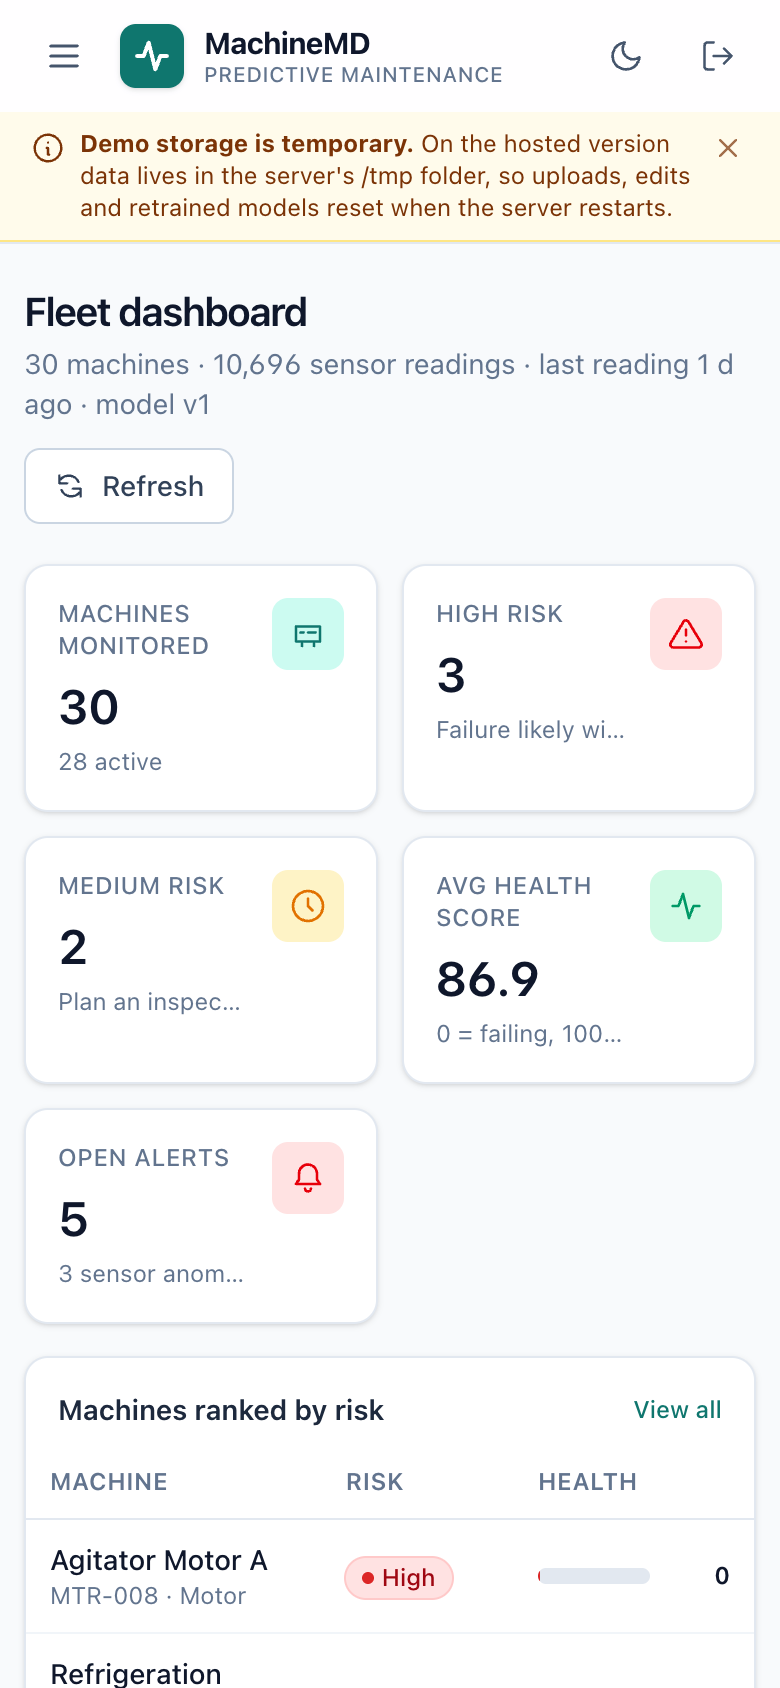 MachineMD
PREDICTIVE MAINTENANCE
Demo storage is temporary. On the hosted version
data lives in the server's /tmp folder, so uploads, edits
and retrained models reset when the server restarts.
Fleet dashboard
30 machines · 10,696 sensor readings · last reading 1 d
ago · model v1
Refresh
MACHINES
MONITORED
30
28 active
HIGH RISK
3
Failure likely wi...
MEDIUM RISK
2
Plan an inspec...
AVG HEALTH
SCORE
86.9
0 = failing, 100...
OPEN ALERTS
5
3 sensor anom...
Machines ranked by risk
View all
MACHINE RISK HEALTH
Agitator Motor A
MTR-008 · Motor
High
0
Refrigeration